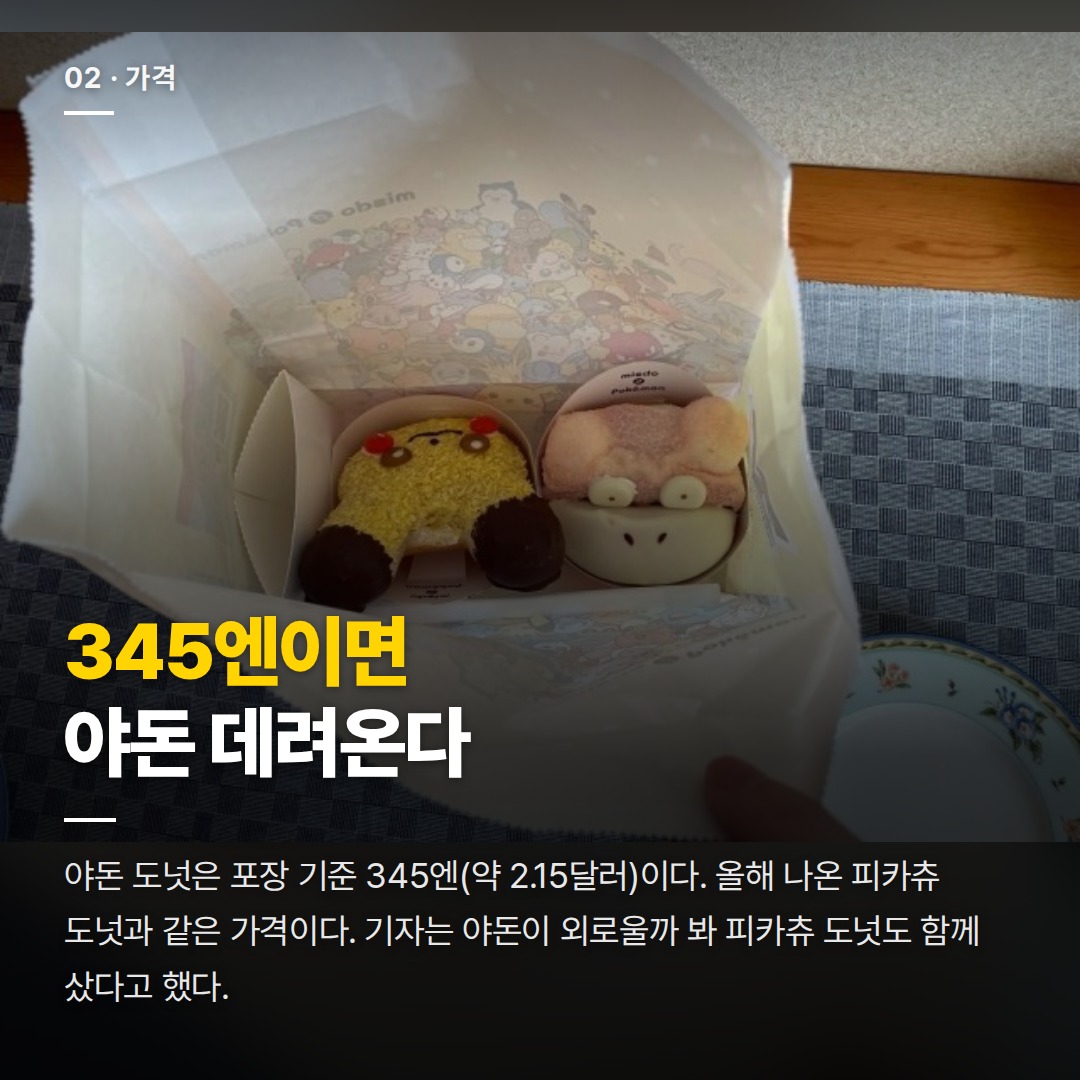 02 · 가격
misdo
Pokémon
345엔이면
야돈 데려온다
야돈 도넛은 포장 기준 345엔(약 2.15달러)이다. 올해 나온 피카츄
도넛과 같은 가격이다. 기자는 야돈이 외로울까 봐 피카츄 도넛도 함께
샀다고 했다.